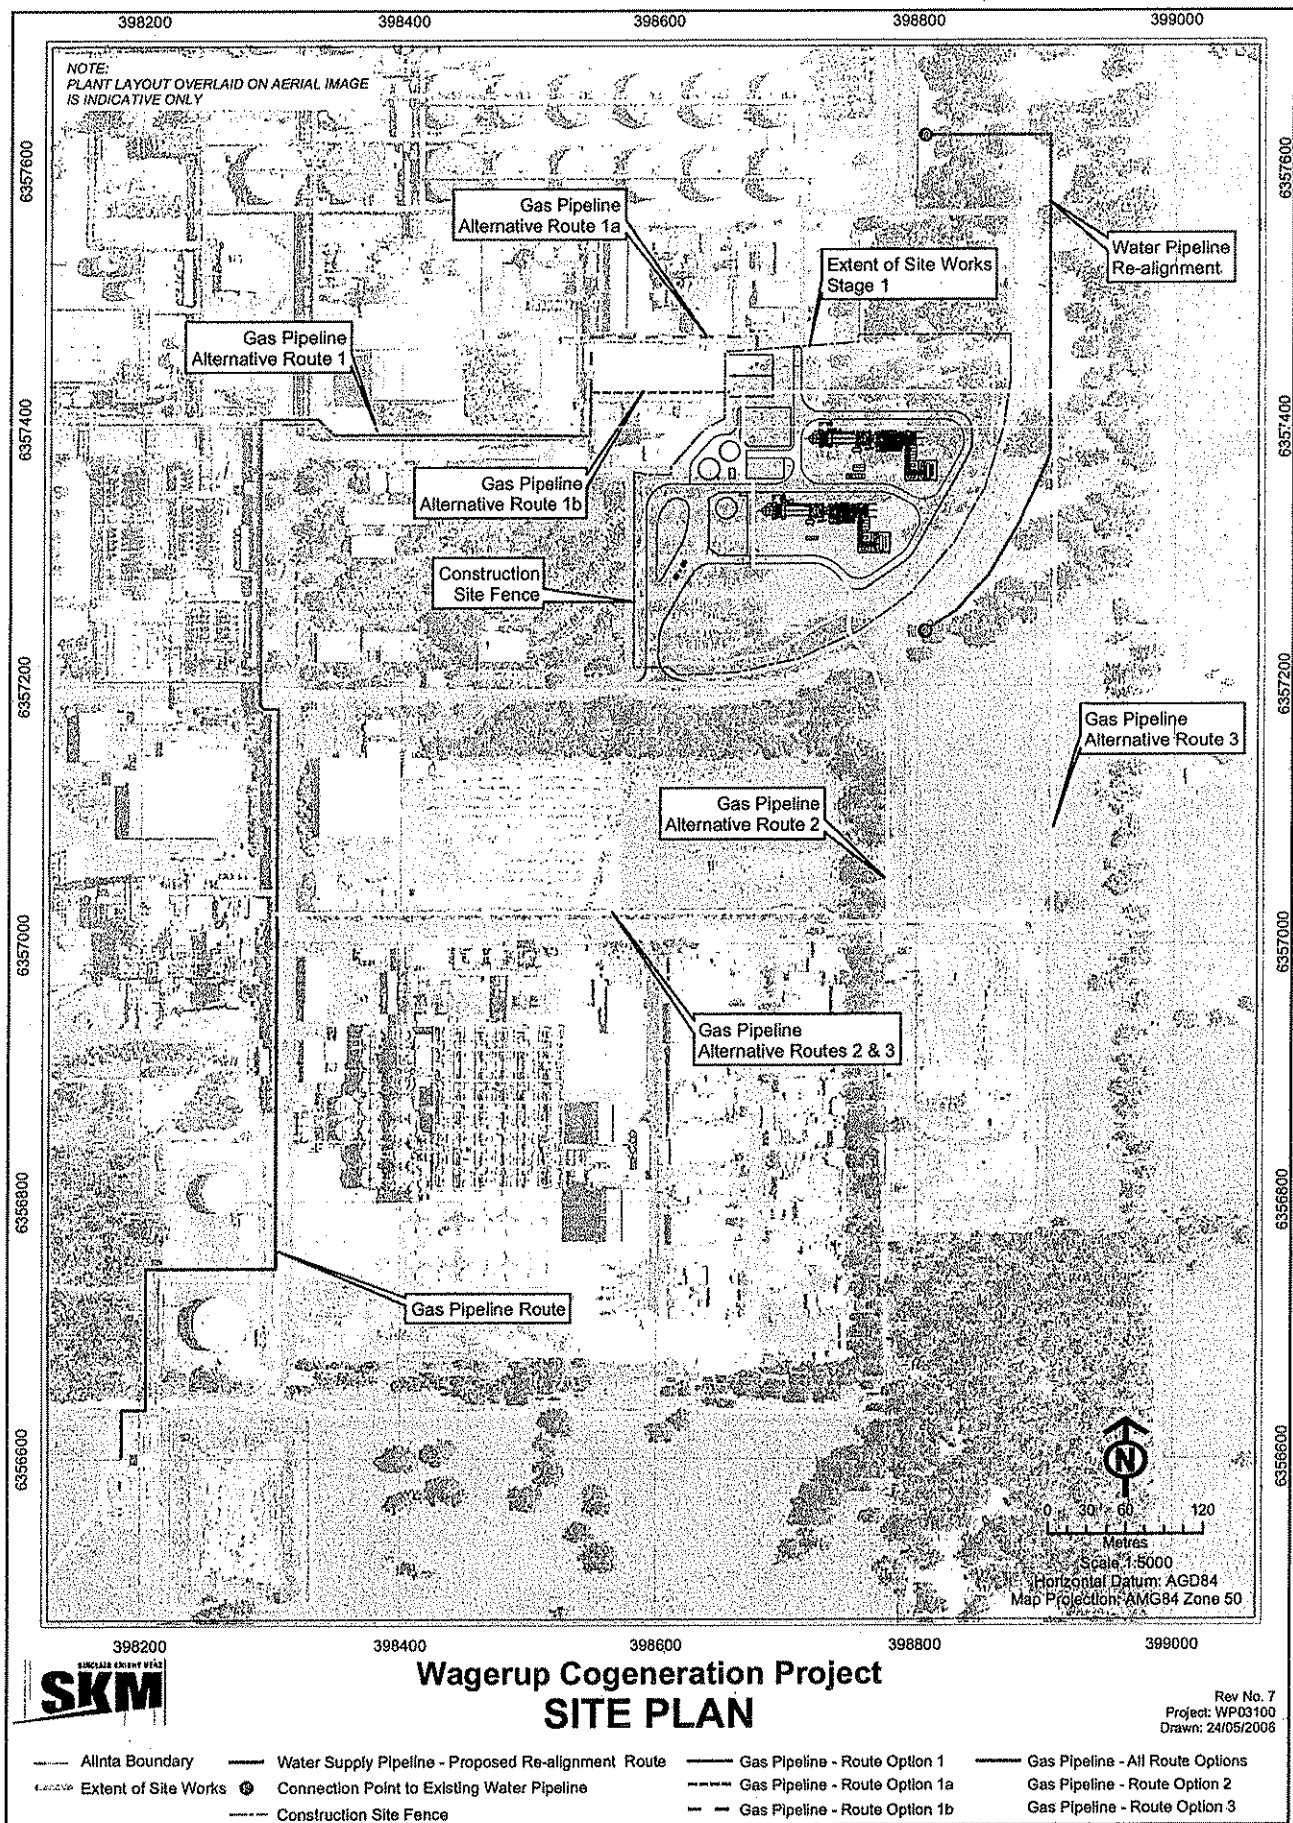 398200 398400 398600 398800 399000
NOTE:
PLANT LAYOUT OVERLAID ON AERIAL IMAGE
IS INDICATIVE ONLY
6357600
6357600
Gas Pipeline
Alternative Route 1a
Water Pipeline
Re-alignment
Extent of Site Works
Stage 1
Gas Pipeline
Alternative Route 1
6357400
6357400
Gas Pipeline
Alternative Route 1b
Construction
Site Fence
6357200
6357200
Gas Pipeline
Alternative Route 3
Gas Pipeline
Alternative Route 2
6357000
6357000
Gas Pipeline
Alternative Routes 2 & 3
6356800
6356800
Gas Pipeline Route
6356600
6356600
N
0 30 60 120
Metres
Scale 1:5000
Horizontal Datum: AGD84
Map Projection: AMG84 Zone 50
398200 398400 398600 398800 399000
SINCLAIR KNIGHT MERZ
SKM
Wagerup Cogeneration Project
SITE PLAN
Rev No. 7
Project: WP03100
Drawn: 24/05/2006
Alinta Boundary
Extent of Site Works
Water Supply Pipeline - Proposed Re-alignment Route
Connection Point to Existing Water Pipeline
Construction Site Fence
Gas Pipeline - Route Option 1
Gas Pipeline - Route Option 1a
Gas Pipeline - Route Option 1b
Gas Pipeline - All Route Options
Gas Pipeline - Route Option 2
Gas Pipeline - Route Option 3